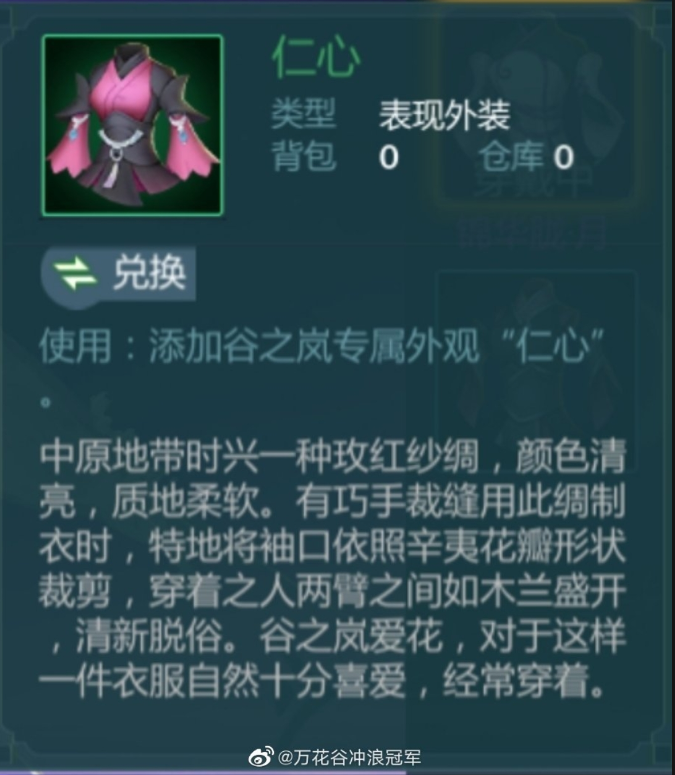 仁心
类型 表现外装
背包 0 仓库 0
穿戴中
兑换
使用：添加谷之岚专属外观“仁心”
。
中原地带时兴一种玫红纱绸，颜色清
亮，质地柔软。有巧手裁缝用此绸制
衣时，特地将袖口依照辛夷花瓣形状
裁剪，穿着之人两臂之间如木兰盛开
，清新脱俗。谷之岚爱花，对于这样
一件衣服自然十分喜爱，经常穿着。
@万花谷冲浪冠军